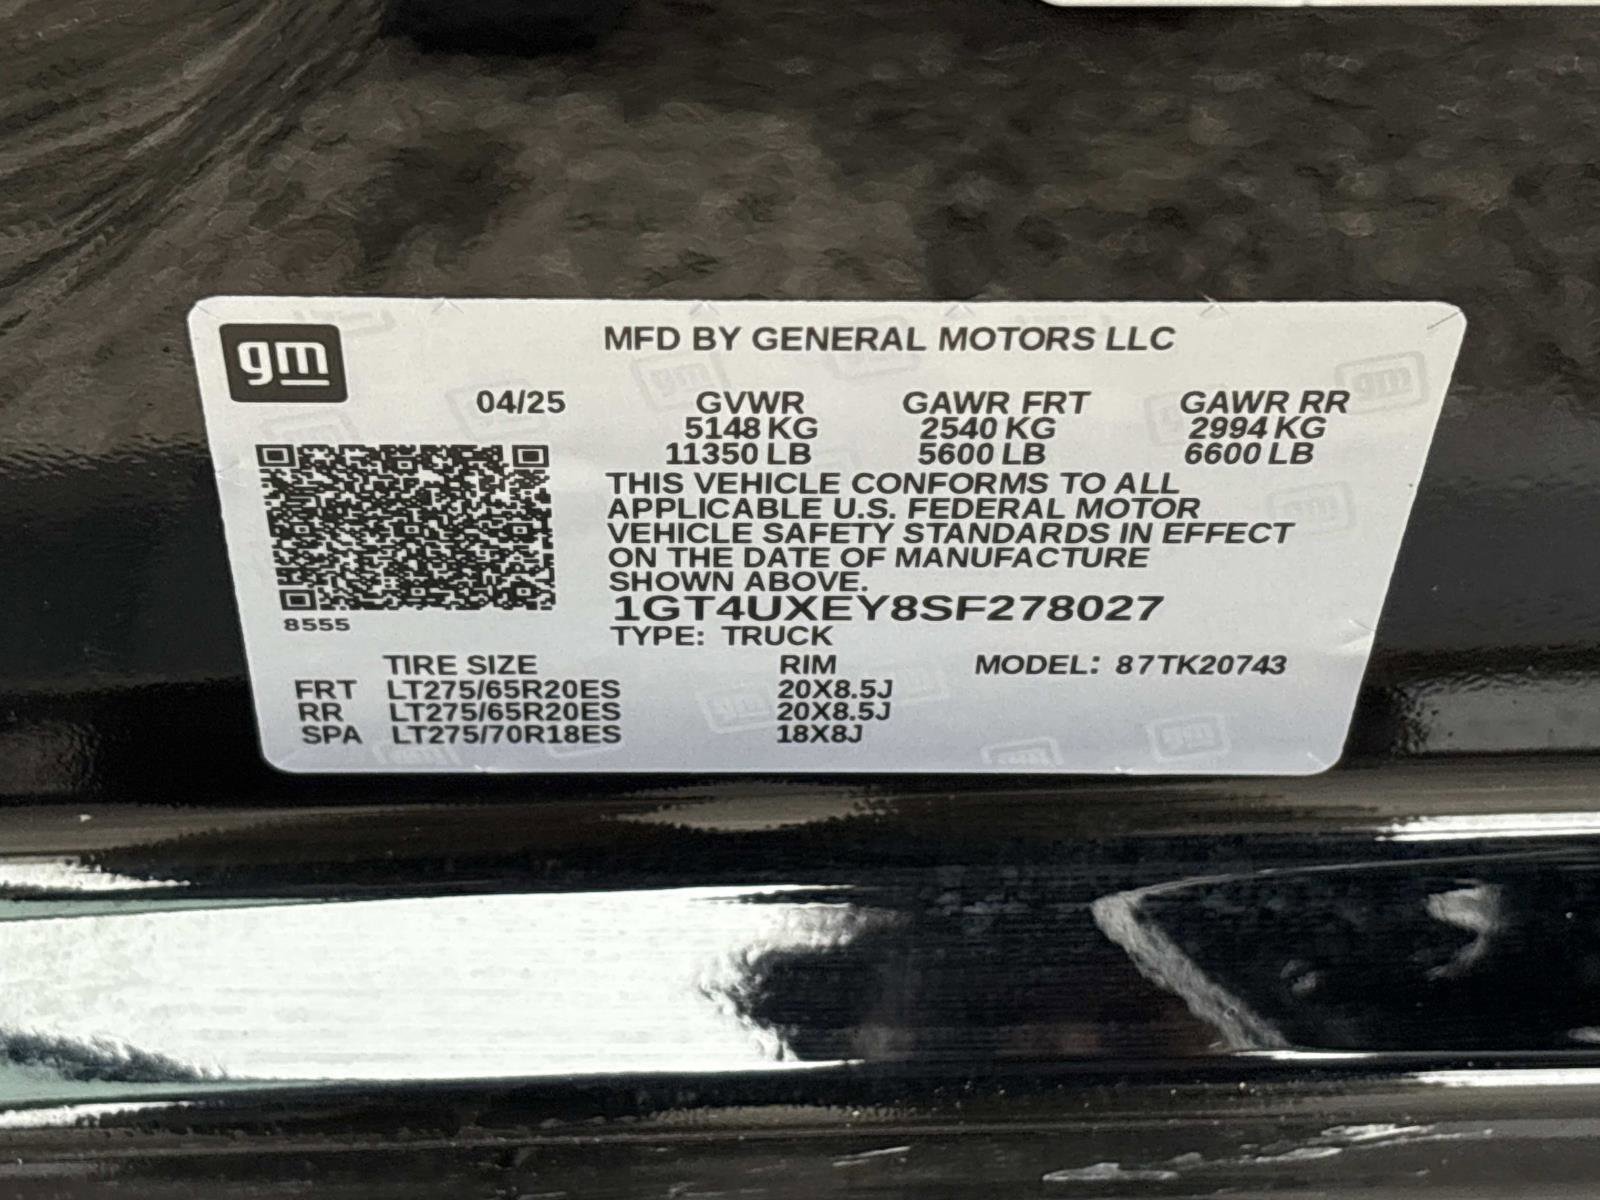 gm
MFD BY GENERAL MOTORS LLC
04/25 GVWR GAWR FRT GAWR RR
5148 KG 2540 KG 2994 KG
11350 LB 5600 LB 6600 LB
THIS VEHICLE CONFORMS TO ALL
APPLICABLE U.S. FEDERAL MOTOR
VEHICLE SAFETY STANDARDS IN EFFECT
ON THE DATE OF MANUFACTURE
SHOWN ABOVE.
8555
1GT4UXEY8SF278027
TYPE: TRUCK
TIRE SIZE RIM MODEL: 87TK20743
FRT LT275/65R20ES 20X8.5J
RR LT275/65R20ES 20X8.5J
SPA LT275/70R18ES 18X8J